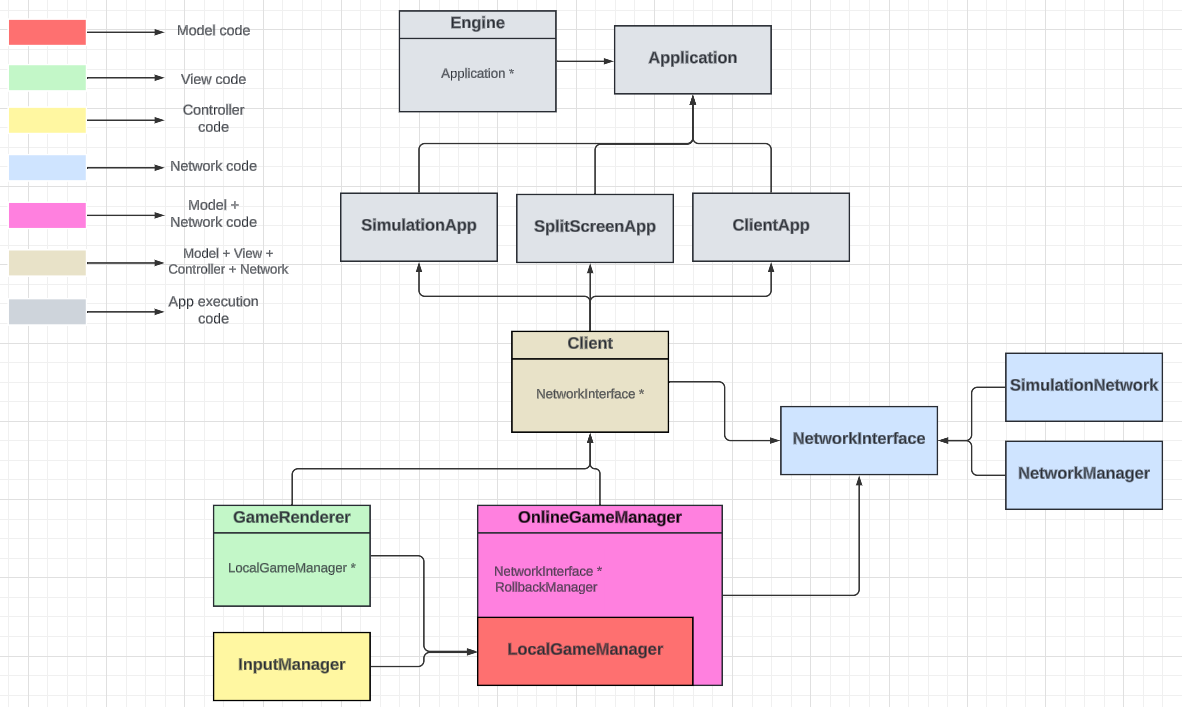 Model code
View code
Controller
code
Network code
Model +
Network code
Model + View +
Controller + Network
App execution
code
Engine
Application *
Application
SimulationApp
SplitScreenApp
ClientApp
Client
NetworkInterface *
NetworkInterface
SimulationNetwork
NetworkManager
GameRenderer
LocalGameManager *
InputManager
OnlineGameManager
NetworkInterface *
RollbackManager
LocalGameManager